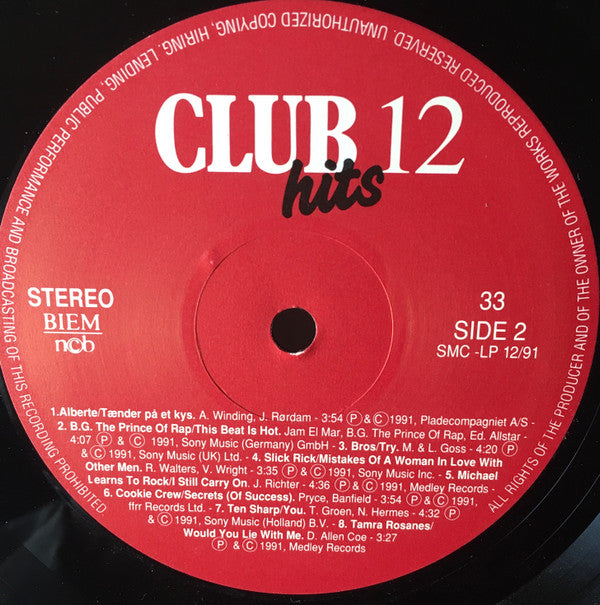 CLUB 12
hits
STEREO
BIEM
ncb
33
SIDE 2
SMC -LP 12/91
1.Alberte/Tænder på et kys. A. Winding, J. Rørdam - 3:54 Ⓟ & Ⓒ 1991, Pladecompagniet A/S -
2. B.G. The Prince Of Rap/This Beat Is Hot. Jam El Mar, B.G. The Prince Of Rap, Ed. Allstar -
4:07 Ⓟ & Ⓒ 1991, Sony Music (Germany) GmbH - 3. Bros/Try. M. & L. Goss - 4:20 Ⓟ
& Ⓒ 1991, Sony Music (UK) Ltd. - 4. Slick Rick/Mistakes Of A Woman In Love With
Other Men. R. Walters, V. Wright - 3:35 Ⓟ & Ⓒ 1991, Sony Music Inc. - 5. Michael
Learns To Rock/I Still Carry On. J. Richter - 4:36 Ⓟ & Ⓒ 1991, Medley Records -
6. Cookie Crew/Secrets (Of Success). Pryce, Banfield - 3:54 Ⓟ & Ⓒ 1991,
ffrr Records Ltd - 7. Ten Sharp/You. T. Groen, N. Hermes - 4:32 Ⓟ
& Ⓒ 1991, Sony Music (Holland) B.V. - 8. Tamra Rosanes/
Would You Lie With Me. D. Allen Coe - 3:27
Ⓟ & Ⓒ 1991, Medley Records
ALL RIGHTS OF THE PRODUCER AND OF THE OWNER OF THE WORKS REPRODUCED RESERVED. UNAUTHORIZED COPYING, HIRING, LENDING, PUBLIC PERFORMANCE AND BROADCASTING OF THIS RECORDING PROHIBITED.